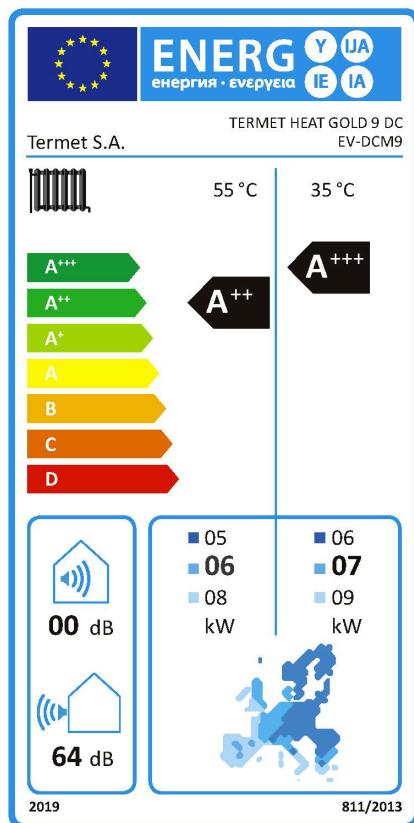 ENERG Y IJA
енергия · ενεργεια IE IA
TERMET HEAT GOLD 9 DC
Termet S.A. EV-DCM9
55 °C 35 °C
A+++
A+++
A++
A++
A+
A
B
C
D
05 06
06 07
08 09
kW kW
00 dB
64 dB
2019 811/2013